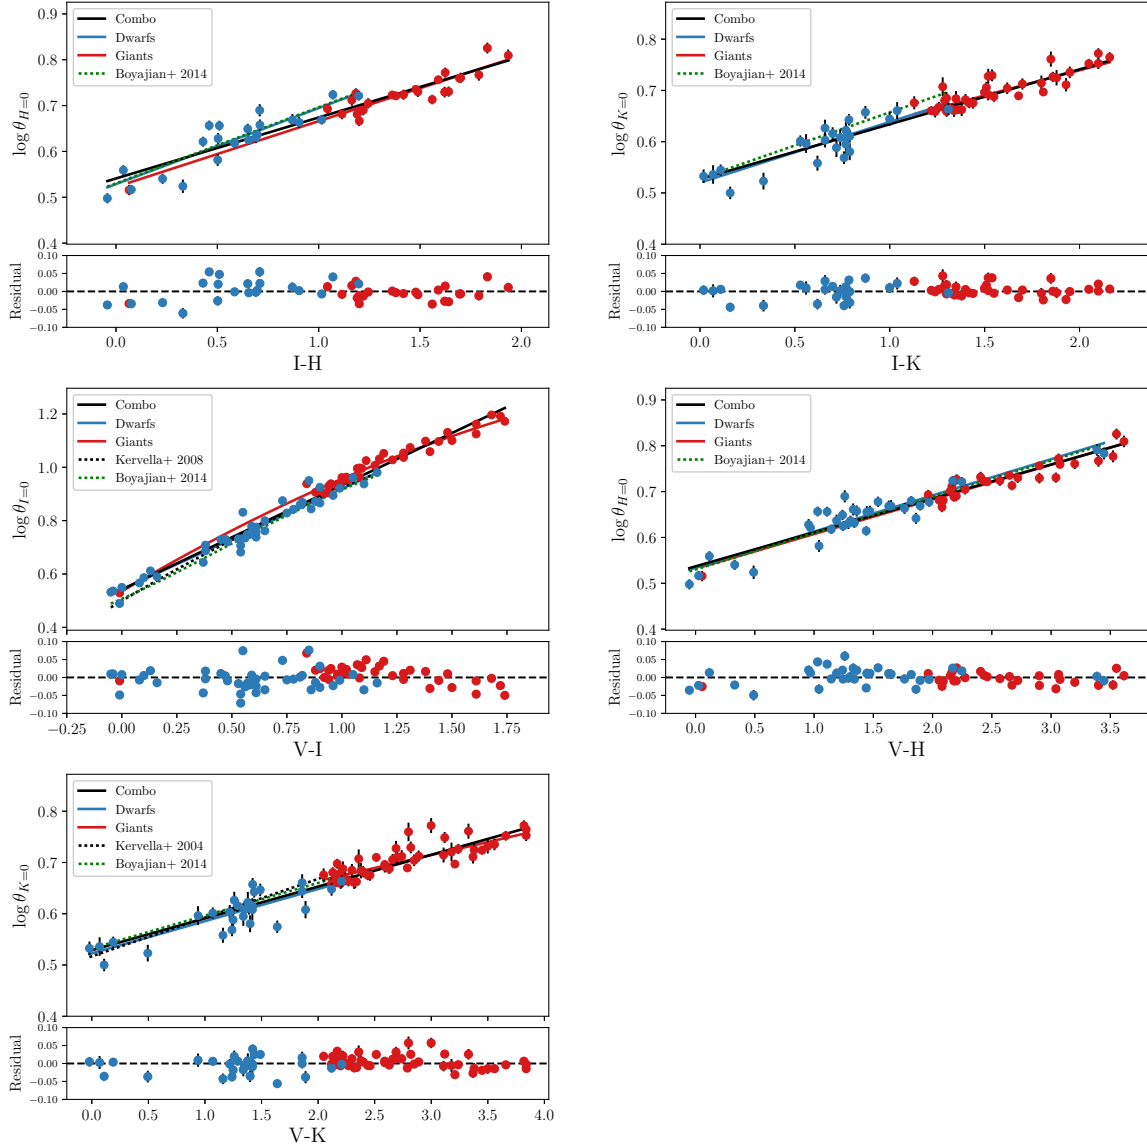 0.9
0.8
0.7
0.6
0.5
0.4
log θ_{H=0}
Combo
Dwarfs
Giants
Boyajian+ 2014
0.10
0.05
0.00
−0.05
−0.10
Residual
0.0 0.5 1.0 1.5 2.0
I-H
0.9
0.8
0.7
0.6
0.5
0.4
log θ_{K=0}
Combo
Dwarfs
Giants
Boyajian+ 2014
0.10
0.05
0.00
−0.05
−0.10
Residual
0.0 0.5 1.0 1.5 2.0
I-K
1.2
1.0
0.8
0.6
0.4
log θ_{I=0}
Combo
Dwarfs
Giants
Kervella+ 2008
Boyajian+ 2014
0.10
0.05
0.00
−0.05
−0.10
Residual
−0.25 0.00 0.25 0.50 0.75 1.00 1.25 1.50 1.75
V-I
0.9
0.8
0.7
0.6
0.5
0.4
log θ_{H=0}
Combo
Dwarfs
Giants
Boyajian+ 2014
0.10
0.05
0.00
−0.05
−0.10
Residual
0.0 0.5 1.0 1.5 2.0 2.5 3.0 3.5
V-H
0.8
0.7
0.6
0.5
0.4
log θ_{K=0}
Combo
Dwarfs
Giants
Kervella+ 2004
Boyajian+ 2014
0.10
0.05
0.00
−0.05
−0.10
Residual
0.0 0.5 1.0 1.5 2.0 2.5 3.0 3.5 4.0
V-K